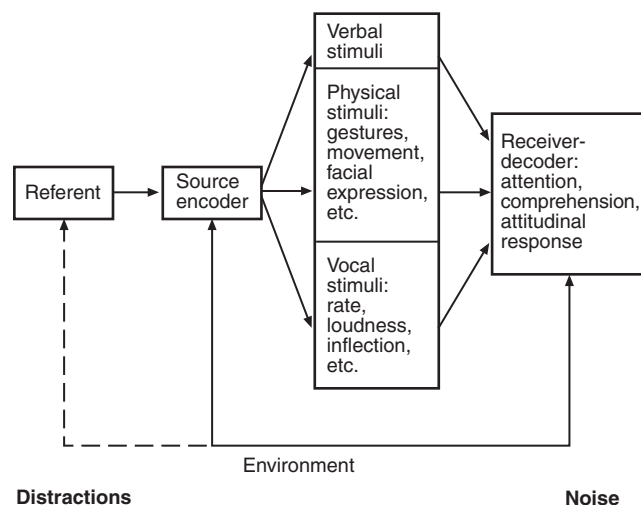 Referent
Source
encoder
Verbal
stimuli
Physical
stimuli:
gestures,
movement,
facial
expression,
etc.
Vocal
stimuli:
rate,
loudness,
inflection,
etc.
Receiver-
decoder:
attention,
comprehension,
attitudinal
response
Environment
Distractions
Noise